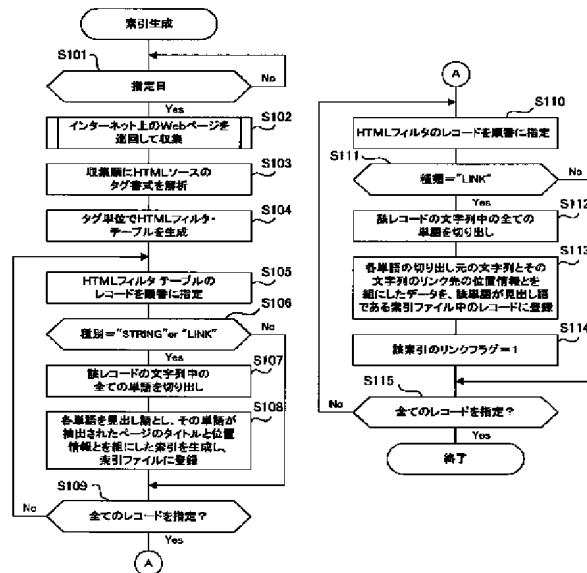 索引生成
S101
指定日
No
Yes
インターネット上のWebページを
巡回して収集
S102
S103
収集順にHTMLソースの
タグ書式を解析
S104
タグ単位でHTMLフィルタ・
テーブルを生成
S105
HTMLフィルタ テーブルの
レコードを順番に指定
S106
種別="STRING"or "LINK"
No
Yes
S107
該レコードの文字列中の
全ての単語を切り出し
S108
各単語を見出し語とし、その単語が
抽出されたページのタイトルと位置
情報とを組にした索引を生成し、
索引ファイルに登録
S109
No
全てのレコードを指定？
Yes
A
A
S110
HTMLフィルタのレコードを順番に指定
S111
種類="LINK"
No
Yes
S112
該レコードの文字列中の全ての
単語を切り出し
S113
各単語の切り出し元の文字列とその
文字列のリンク先の位置情報とを
組にしたデータを、該単語が見出し語
である索引ファイル中のレコードに登録
S114
該索引のリンクフラグ=1
S115
No
全てのレコードを指定？
Yes
終了